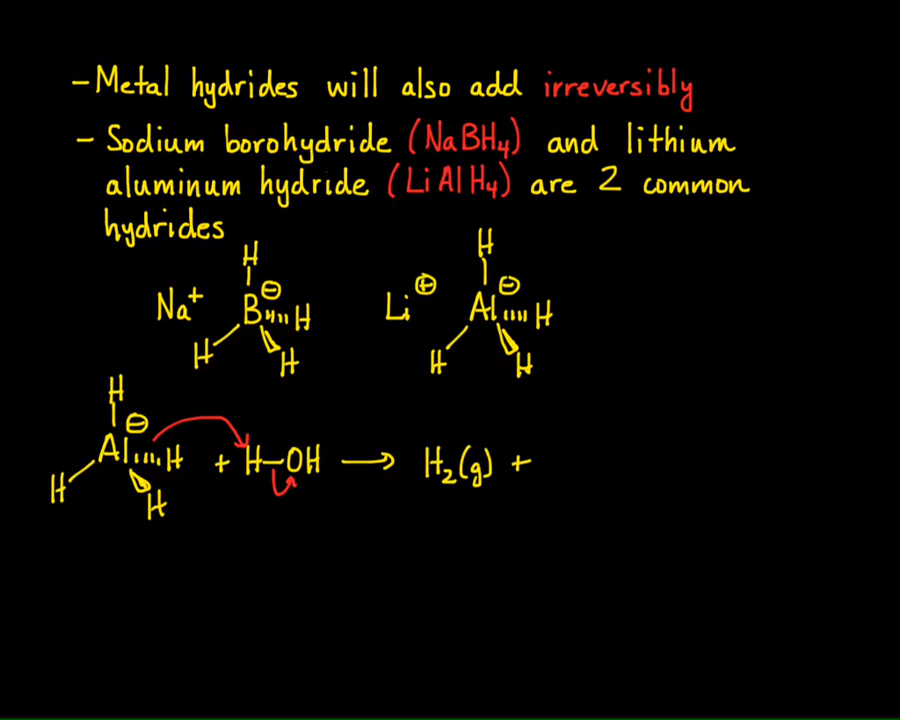 - Metal hydrides will also add irreversibly
- Sodium borohydride (NaBH4) and lithium
aluminum hydride (LiAlH4) are 2 common
hydrides
H
Na+ B⊖ H
H H
H
Li⊕ Al⊖ H
H H
H
Al⊖ H + H-OH → H2(g) +
H H